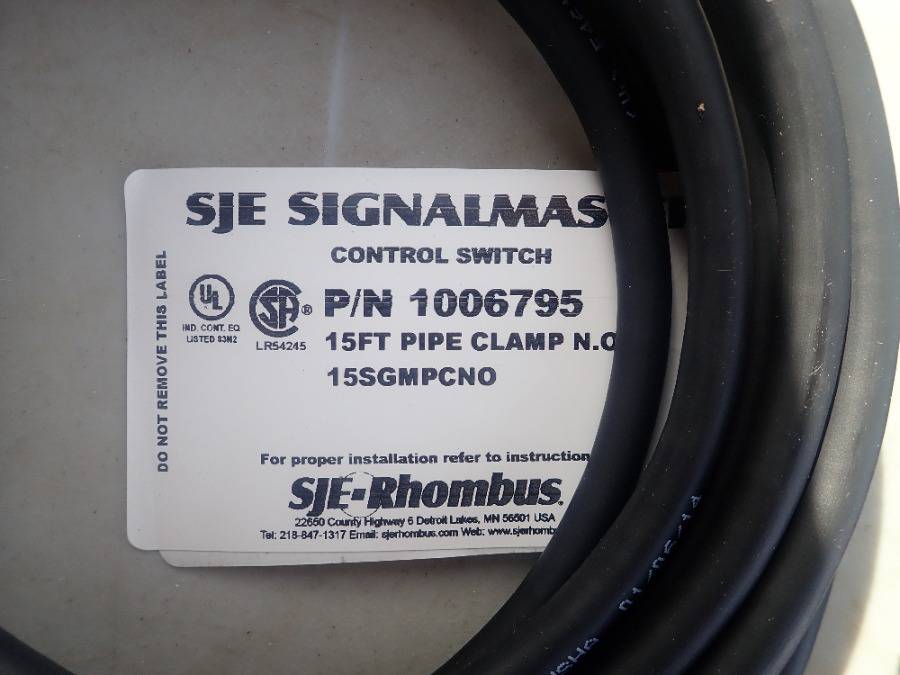 SJE SIGNALMAS
CONTROL SWITCH
DO NOT REMOVE THIS LABEL
UL
IND. CONT. EQ
LISTED 83H2
SA ®
LR54245
P/N 1006795
15FT PIPE CLAMP N.O
15SGMPCNO
For proper installation refer to instruction
SJE-Rhombus.
22650 County Highway 6 Detroit Lakes, MN 56501 USA
Tel: 218-847-1317 Email: sjerhombus.com Web: www.sjerhomb